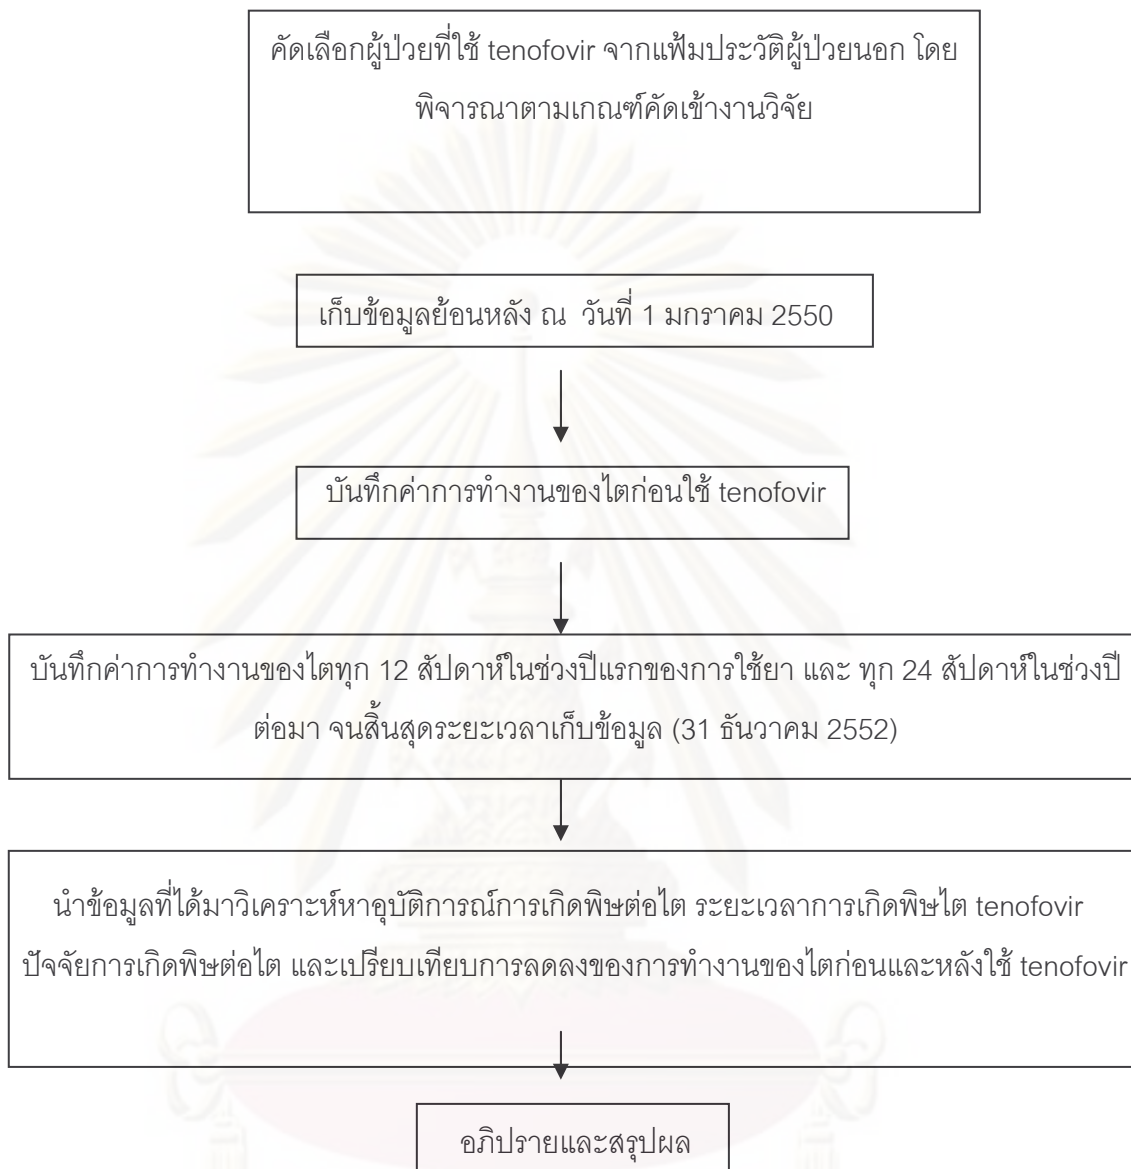 คัดเลือกผู้ป่วยที่ใช้ tenofovir จากแฟ้มประวัติผู้ป่วยนอก โดย
พิจารณาตามเกณฑ์คัดเข้างานวิจัย
เก็บข้อมูลย้อนหลัง ณ วันที่ 1 มกราคม 2550
บันทึกค่าการทำงานของไตก่อนใช้ tenofovir
บันทึกค่าการทำงานของไตทุก 12 สัปดาห์ในช่วงปีแรกของการใช้ยา และ ทุก 24 สัปดาห์ในช่วงปี
ต่อมา จนสิ้นสุดระยะเวลาเก็บข้อมูล (31 ธันวาคม 2552)
นำข้อมูลที่ได้มาวิเคราะห์หาอุบัติการณ์การเกิดพิษต่อไต ระยะเวลาการเกิดพิษไต tenofovir
ปัจจัยการเกิดพิษต่อไต และเปรียบเทียบการลดลงของการทำงานของไตก่อนและหลังใช้ tenofovir
อภิปรายและสรุปผล